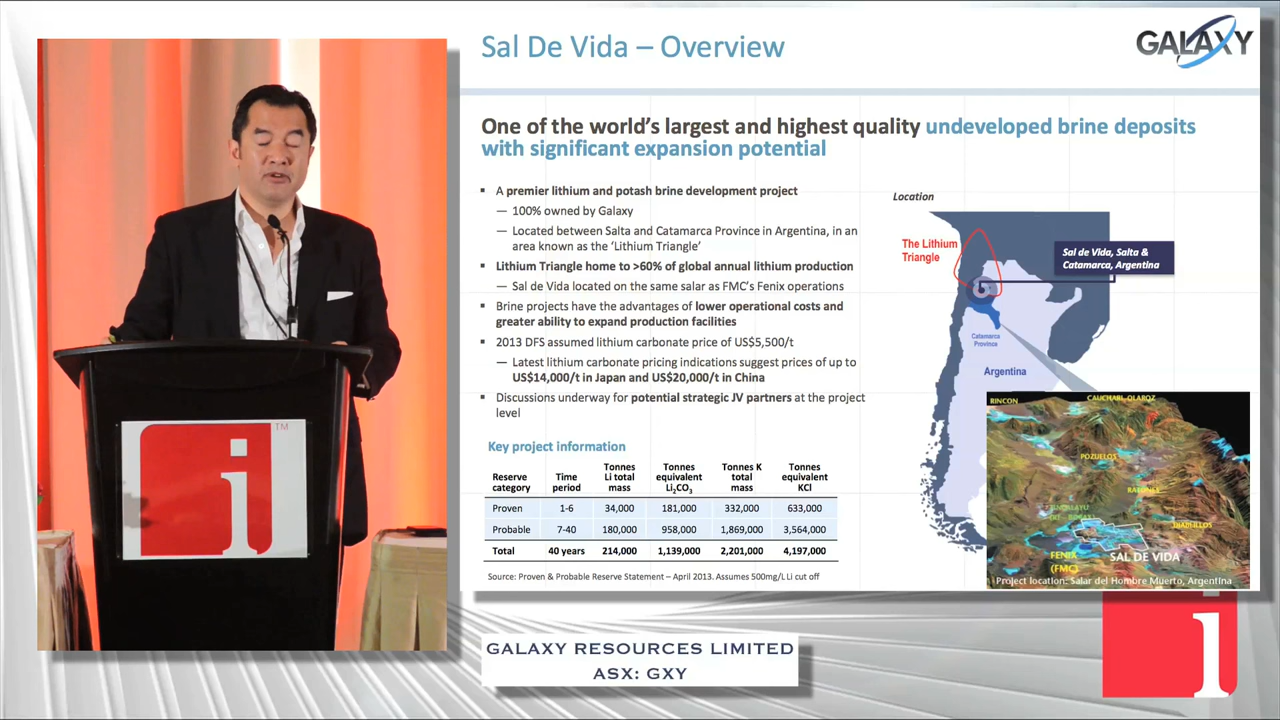 Sal De Vida – Overview
GALAXY
One of the world's largest and highest quality undeveloped brine deposits
with significant expansion potential
▪ A premier lithium and potash brine development project
— 100% owned by Galaxy
— Located between Salta and Catamarca Province in Argentina, in an
area known as the 'Lithium Triangle'
▪ Lithium Triangle home to >60% of global annual lithium production
— Sal de Vida located on the same salar as FMC's Fenix operations
▪ Brine projects have the advantages of lower operational costs and
greater ability to expand production facilities
▪ 2013 DFS assumed lithium carbonate price of US$5,500/t
— Latest lithium carbonate pricing indications suggest prices of up to
US$14,000/t in Japan and US$20,000/t in China
▪ Discussions underway for potential strategic JV partners at the project
level
Key project information
Reserve category Time period Tonnes Li total mass Tonnes equivalent Li₂CO₃ Tonnes K total mass Tonnes equivalent KCl
Proven 1-6 34,000 181,000 332,000 633,000
Probable 7-40 180,000 958,000 1,869,000 3,564,000
Total 40 years 214,000 1,139,000 2,201,000 4,197,000
Source: Proven & Probable Reserve Statement – April 2013. Assumes 500mg/L Li cut off
Location
The Lithium
Triangle
Sal de Vida, Salta &
Catamarca, Argentina
Catamarca
Province
Argentina
RINCON
CAUCHARI-OLAROZ
POZUELOS
RATONES
DIABLILLOS
FENIX
(FMC)
SAL DE VIDA
Project location: Salar del Hombre Muerto, Argentina
i
TM
GALAXY RESOURCES LIMITED
ASX: GXY
i